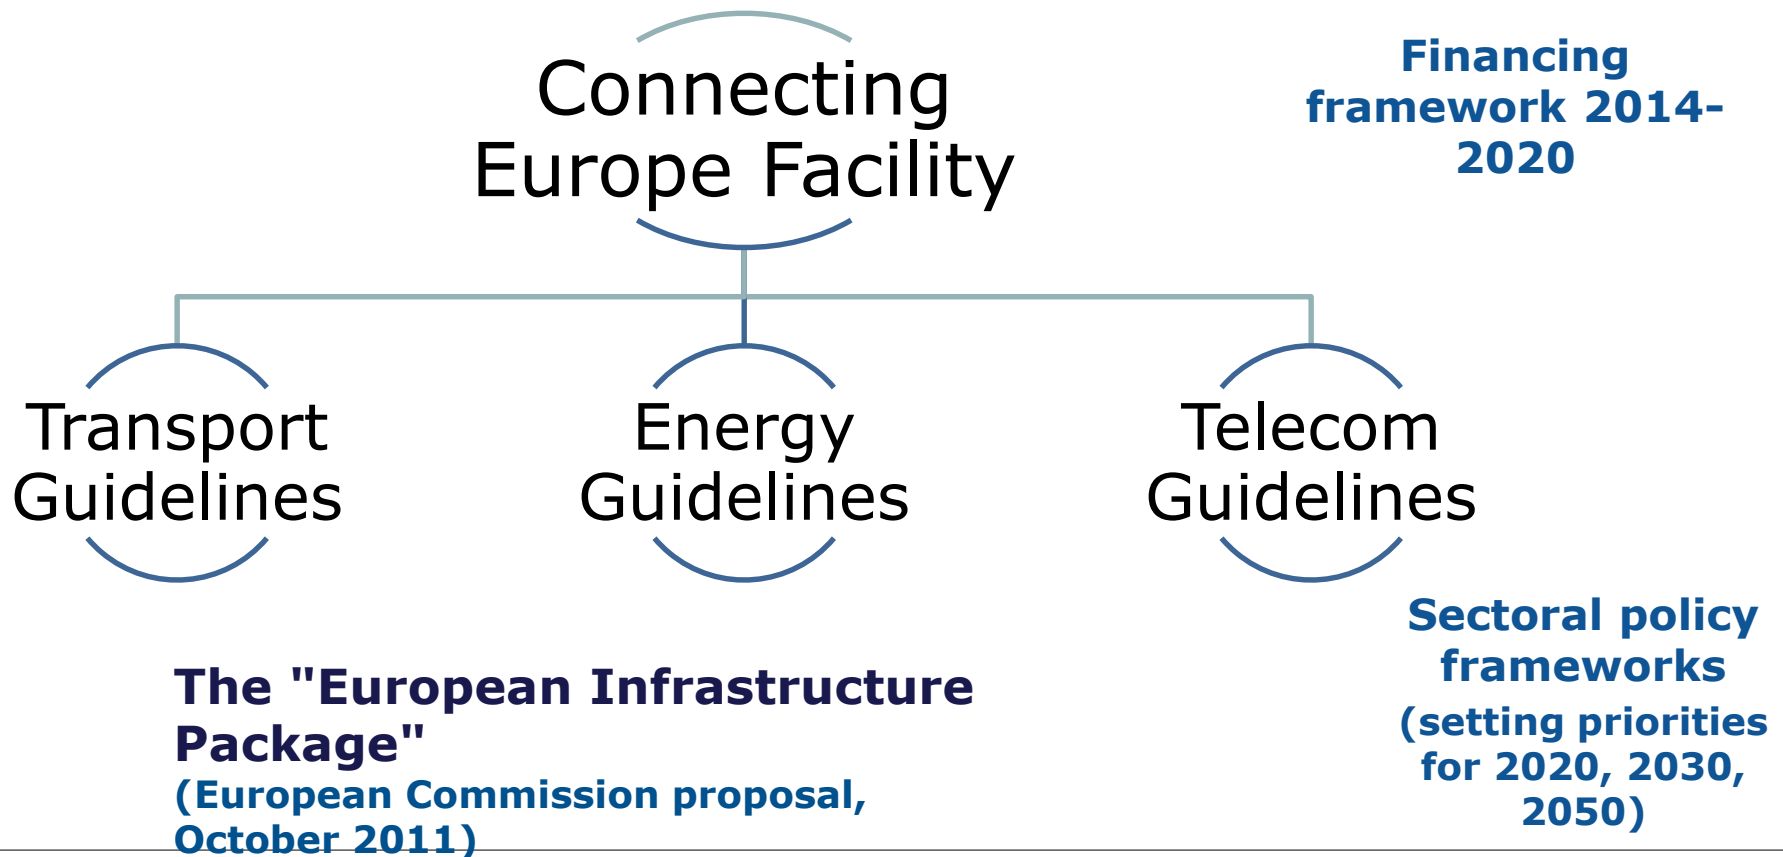 Connecting
Europe Facility
Financing
framework 2014-
2020
Transport
Guidelines
Energy
Guidelines
Telecom
Guidelines
The "European Infrastructure
Package"
(European Commission proposal,
October 2011)
Sectoral policy
frameworks
(setting priorities
for 2020, 2030,
2050)